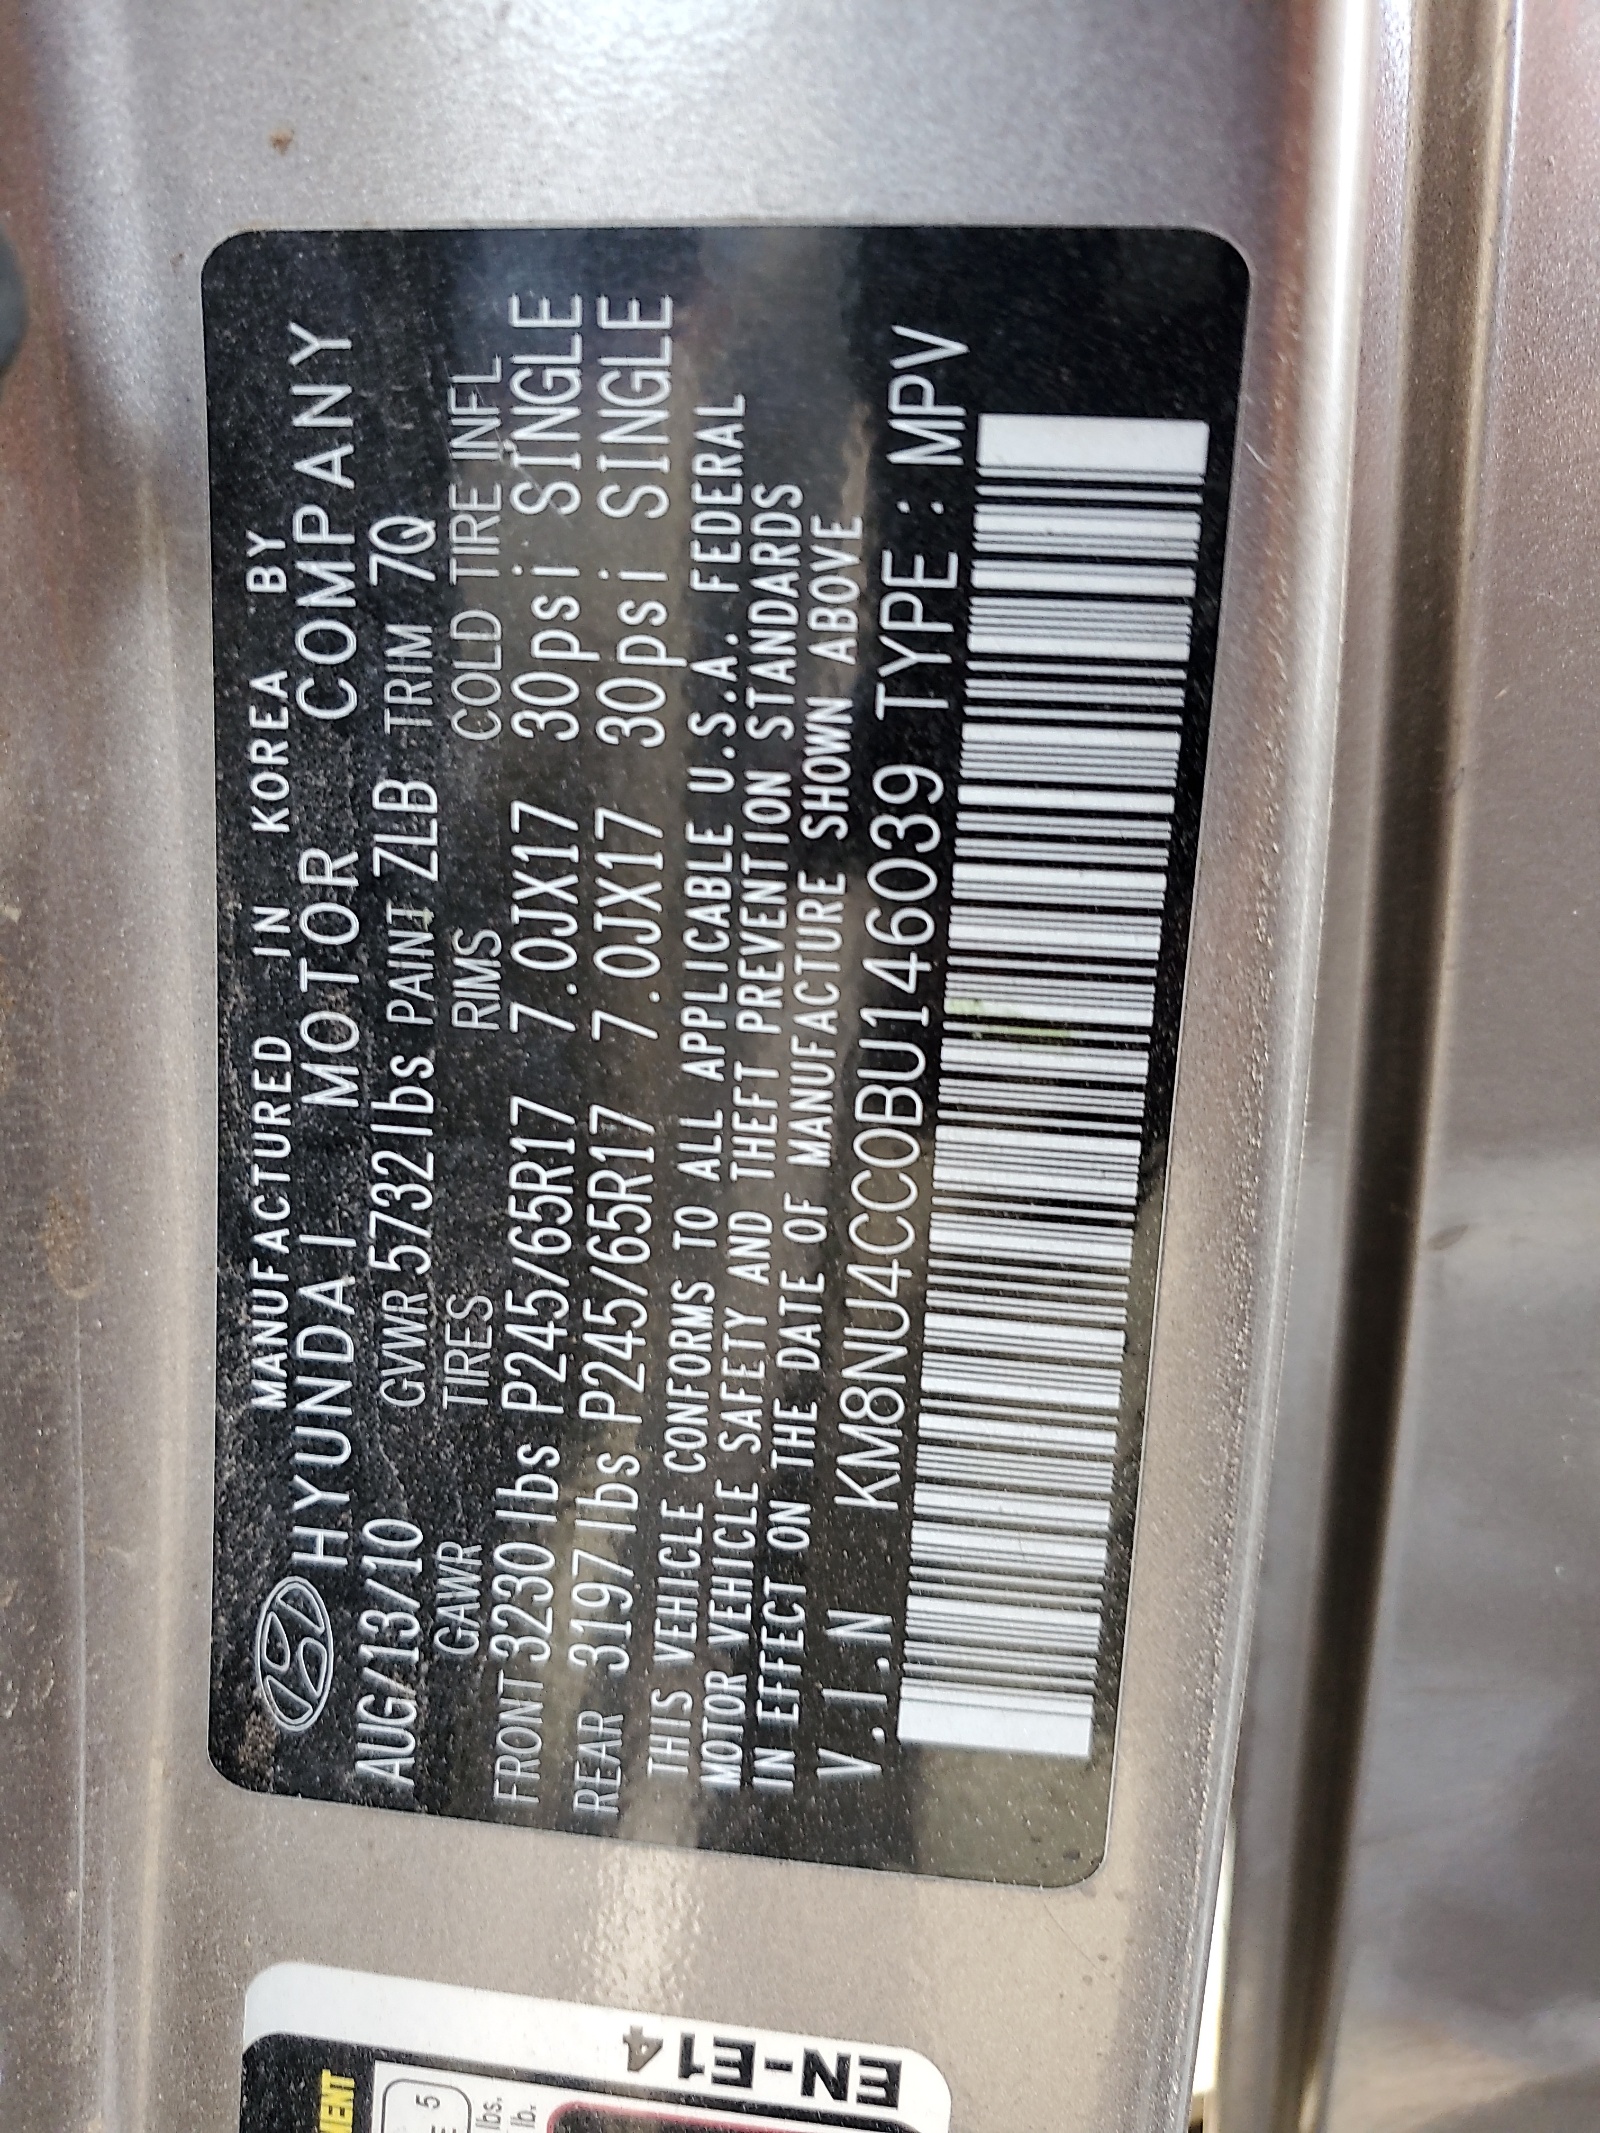 MANUFACTURED IN KOREA BY
HYUNDAI MOTOR COMPANY
AUG/13/10 GVWR 5732lbs PAINT ZLB TRIM 7Q
GAWR TIRES RIMS COLD TIRE INFL
FRONT 3230 lbs P245/65R17 7.0JX17 30psi SINGLE
REAR 3197 lbs P245/65R17 7.0JX17 30psi SINGLE
THIS VEHICLE CONFORMS TO ALL APPLICABLE U.S.A. FEDERAL
MOTOR VEHICLE SAFETY AND THEFT PREVENTION STANDARDS
IN EFFECT ON THE DATE OF MANUFACTURE SHOWN ABOVE
V.I.N KM8NU4CC0BU146039 TYPE : MPV
EN-E14
5
lbs.
lb.